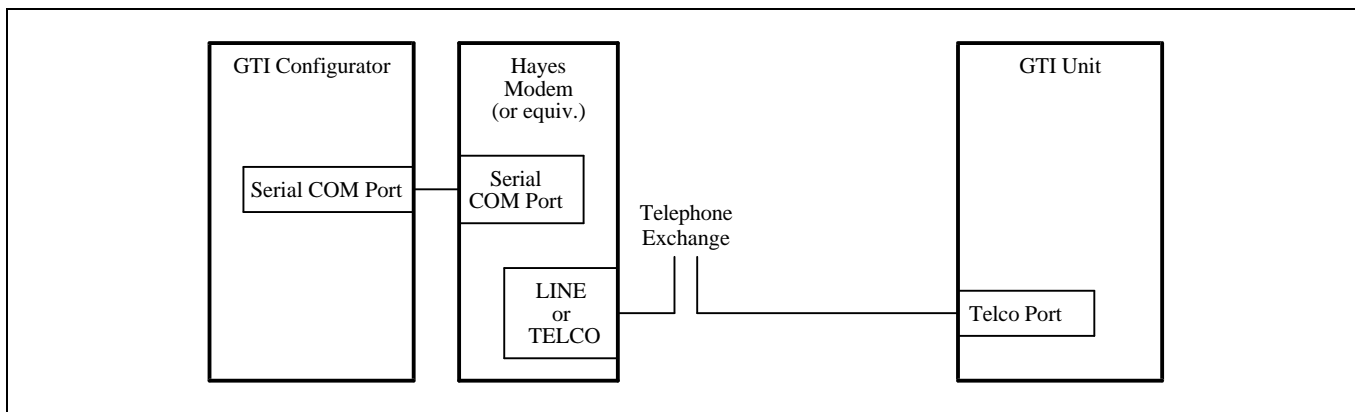 GTI Configurator
Hayes
Modem
(or equiv.)
GTI Unit
Serial COM Port
Serial
COM Port
Telephone
Exchange
LINE
or
TELCO
Telco Port